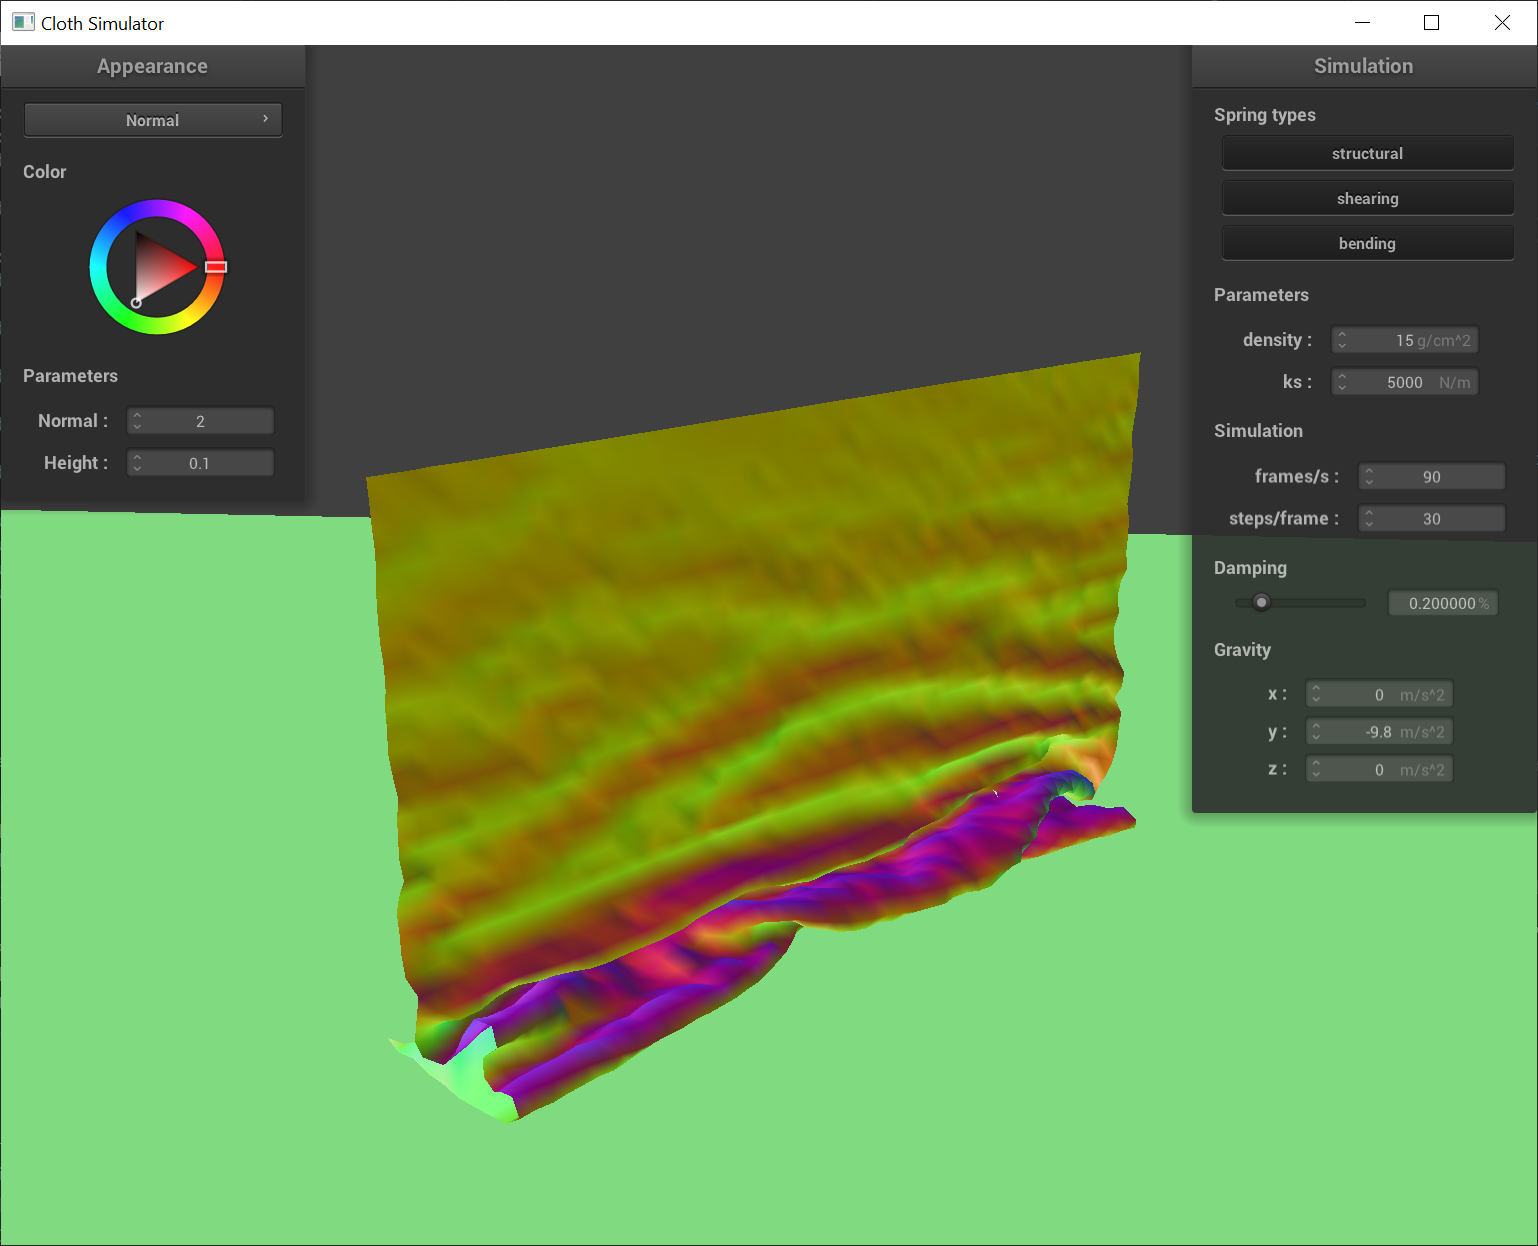 Cloth Simulator
Appearance
Normal
Color
Parameters
Normal : 2
Height : 0.1
Simulation
Spring types
structural
shearing
bending
Parameters
density : 15 g/cm^2
ks : 5000 N/m
Simulation
frames/s : 90
steps/frame : 30
Damping
0.200000 %
Gravity
x : 0 m/s^2
y : -9.8 m/s^2
z : 0 m/s^2